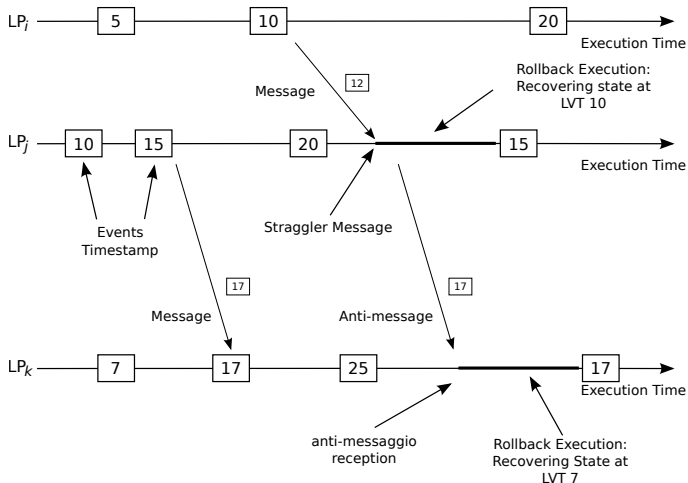 LPi
5
10
20
Execution Time
Message
12
Rollback Execution:
Recovering state at
LVT 10
LPj
10
15
20
15
Execution Time
Events
Timestamp
Straggler Message
17
17
Message
Anti-message
LPk
7
17
25
17
Execution Time
anti-messaggio
reception
Rollback Execution:
Recovering State at
LVT 7